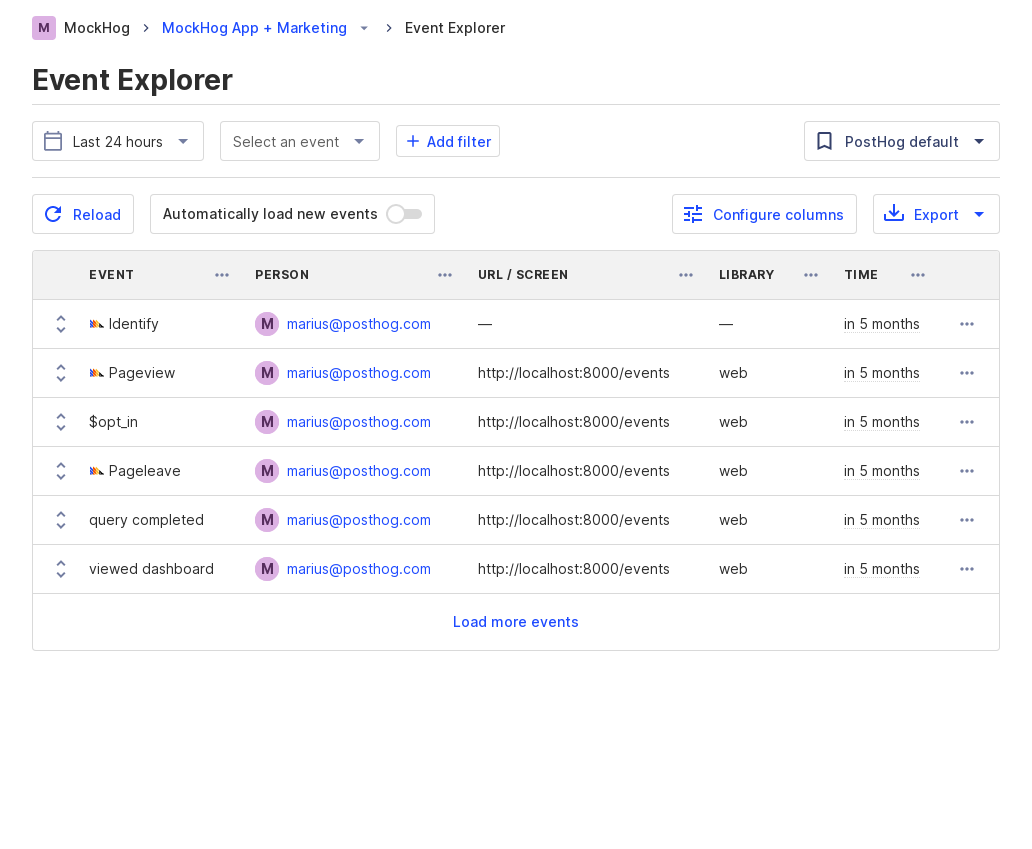 M MockHog MockHog App + Marketing Event Explorer
Event Explorer
Last 24 hours Select an event Add filter PostHog default
Reload Automatically load new events Configure columns Export
EVENT PERSON URL / SCREEN LIBRARY TIME
Identify M marius@posthog.com — — in 5 months
Pageview M marius@posthog.com http://localhost:8000/events web in 5 months
$opt_in M marius@posthog.com http://localhost:8000/events web in 5 months
Pageleave M marius@posthog.com http://localhost:8000/events web in 5 months
query completed M marius@posthog.com http://localhost:8000/events web in 5 months
viewed dashboard M marius@posthog.com http://localhost:8000/events web in 5 months
Load more events